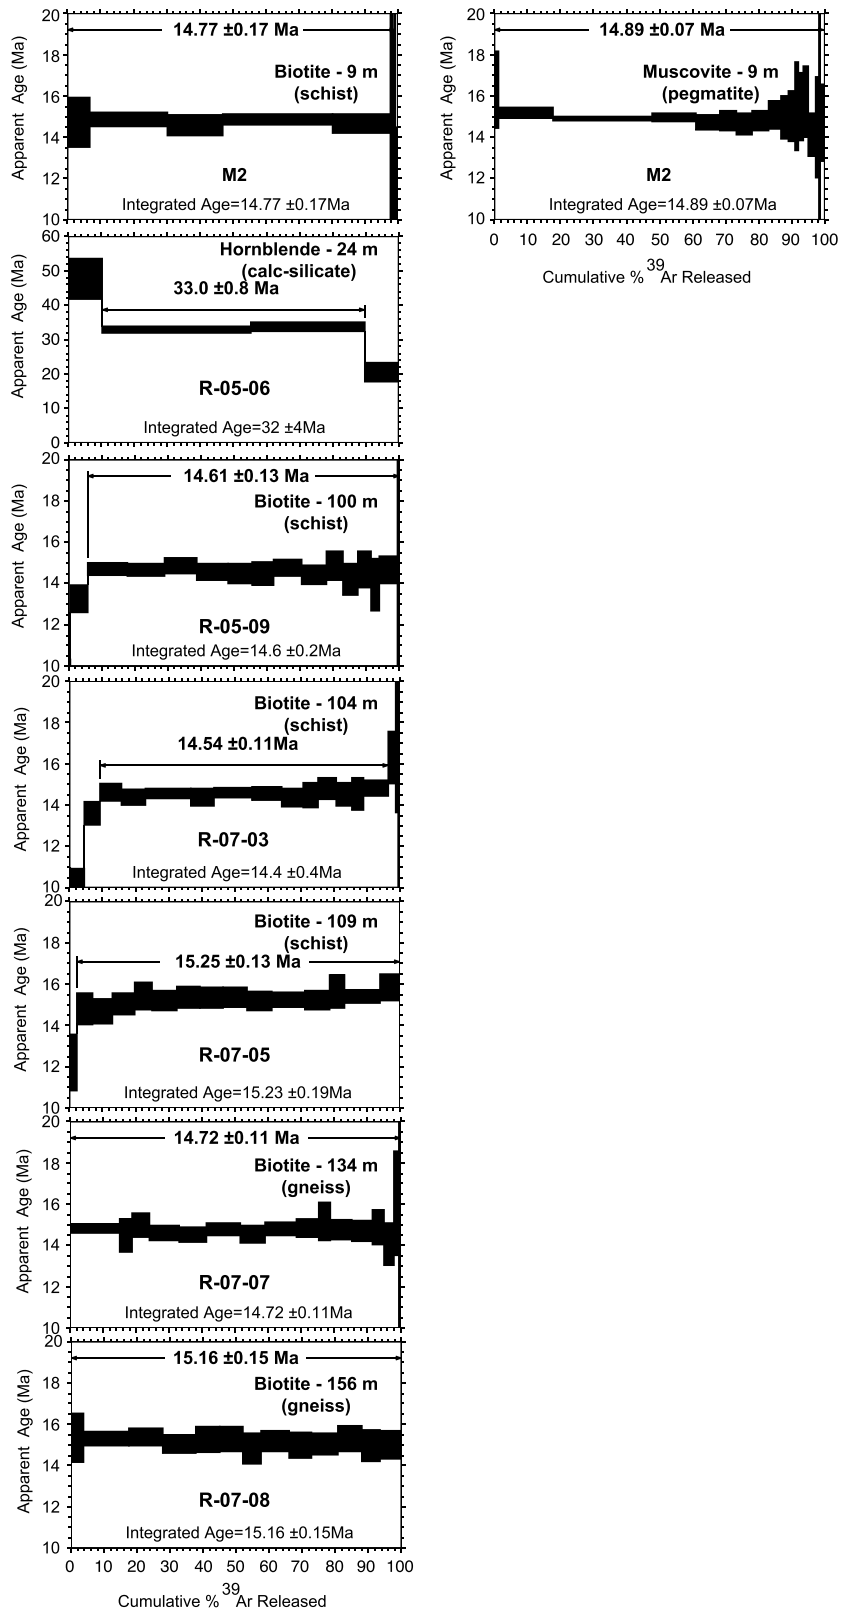 20
18
16
14
12
10
Apparent Age (Ma)
14.77 ±0.17 Ma
Biotite - 9 m
(schist)
M2
Integrated Age=14.77 ±0.17Ma
20
18
16
14
12
10
Apparent Age (Ma)
14.89 ±0.07 Ma
Muscovite - 9 m
(pegmatite)
M2
Integrated Age=14.89 ±0.07Ma
0 10 20 30 40 50 60 70 80 90 100
Cumulative % 39Ar Released
60
50
40
30
20
10
0
Apparent Age (Ma)
Hornblende - 24 m
(calc-silicate)
33.0 ±0.8 Ma
R-05-06
Integrated Age=32 ±4Ma
20
18
16
14
12
10
Apparent Age (Ma)
14.61 ±0.13 Ma
Biotite - 100 m
(schist)
R-05-09
Integrated Age=14.6 ±0.2Ma
20
18
16
14
12
10
Apparent Age (Ma)
Biotite - 104 m
(schist)
14.54 ±0.11Ma
R-07-03
Integrated Age=14.4 ±0.4Ma
20
18
16
14
12
10
Apparent Age (Ma)
Biotite - 109 m
(schist)
15.25 ±0.13 Ma
R-07-05
Integrated Age=15.23 ±0.19Ma
20
18
16
14
12
10
Apparent Age (Ma)
14.72 ±0.11 Ma
Biotite - 134 m
(gneiss)
R-07-07
Integrated Age=14.72 ±0.11Ma
20
18
16
14
12
10
Apparent Age (Ma)
15.16 ±0.15 Ma
Biotite - 156 m
(gneiss)
R-07-08
Integrated Age=15.16 ±0.15Ma
0 10 20 30 40 50 60 70 80 90 100
Cumulative % 39Ar Released